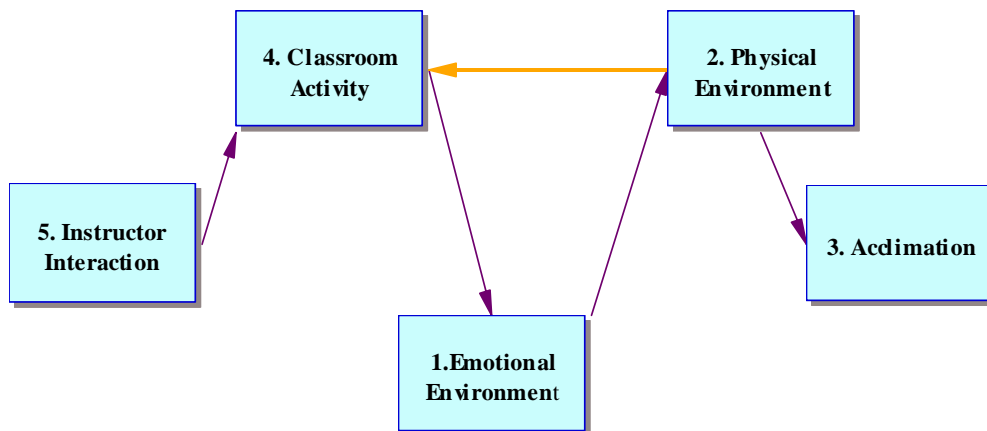 4. Classroom
Activity
2. Physical
Environment
5. Instructor
Interaction
3. Acclimation
1.Emotional
Environment